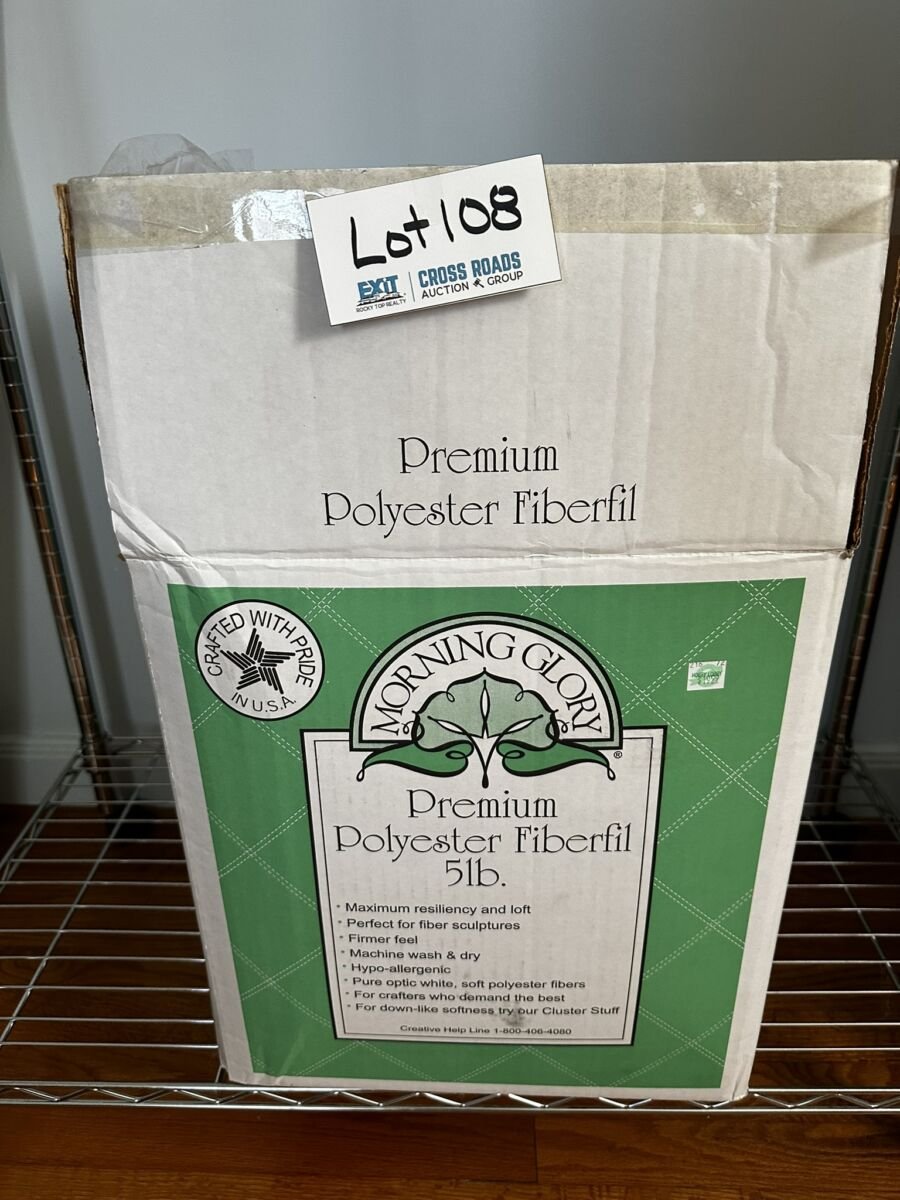 Lot 108
EXIT
ROCKY TOP REALTY
CROSS ROADS
AUCTION GROUP
Premium
Polyester Fiberfil
CRAFTED WITH PRIDE
IN U.S.A.
MORNING GLORY®
Premium
Polyester Fiberfil
5lb.
* Maximum resiliency and loft
* Perfect for fiber sculptures
* Firmer feel
* Machine wash & dry
* Hypo-allergenic
* Pure optic white, soft polyester fibers
* For crafters who demand the best
* For down-like softness try our Cluster Stuff
Creative Help Line 1-800-406-4080